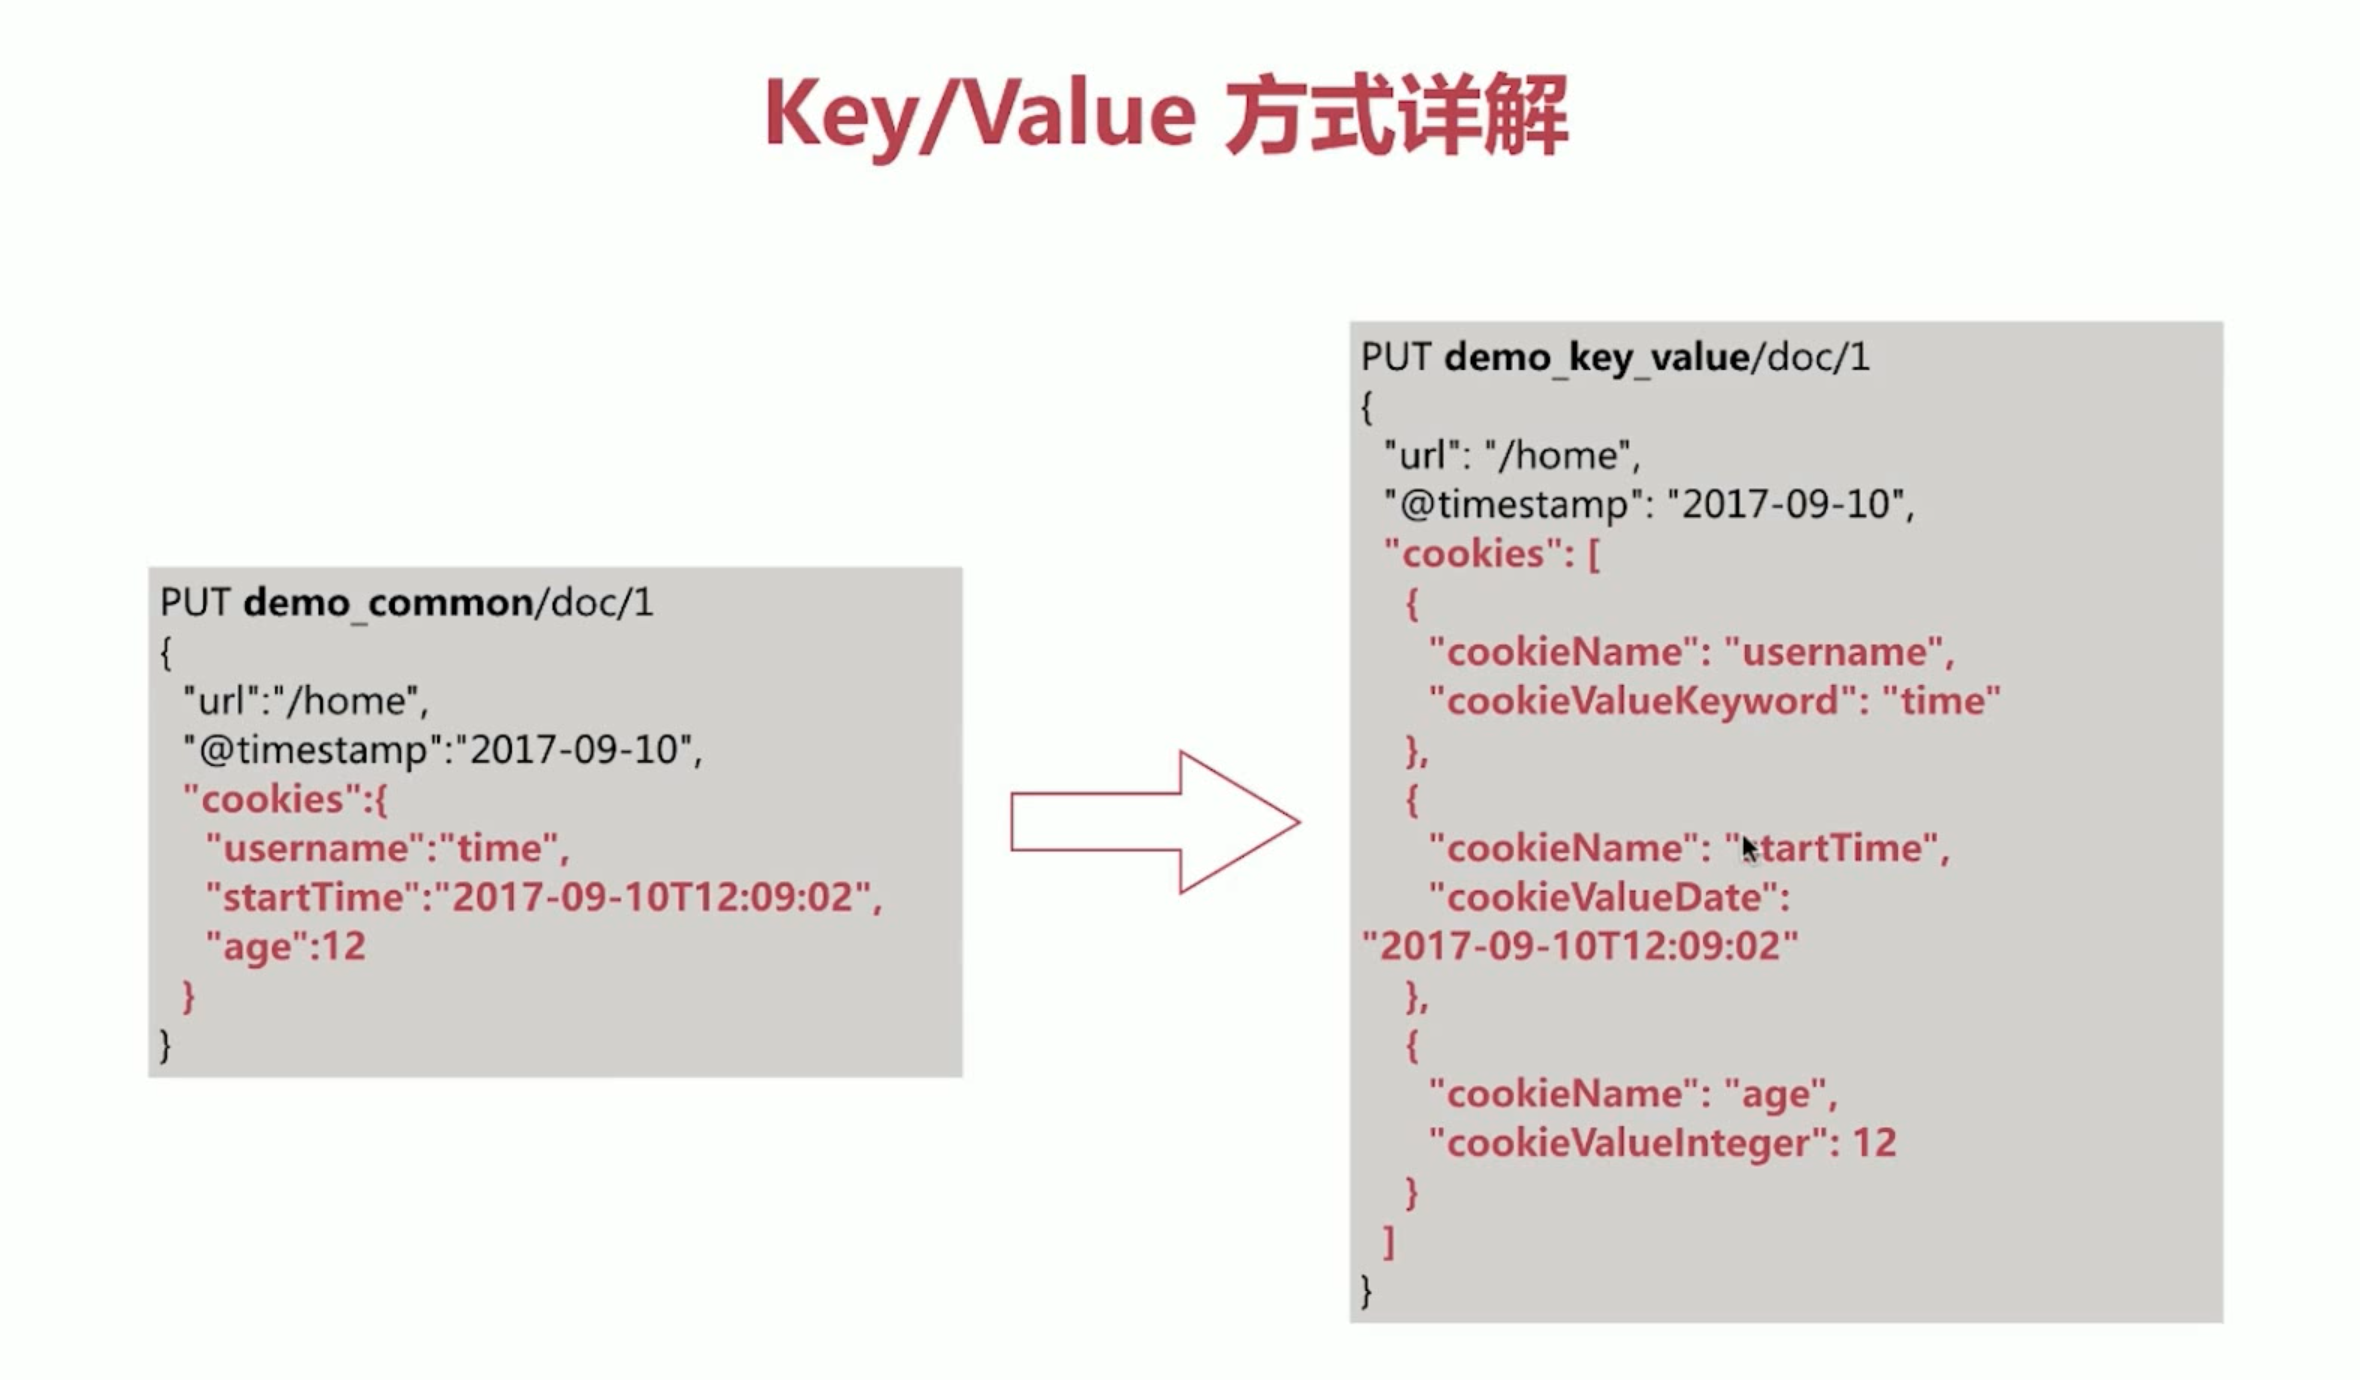 Key/Value 方式详解
PUT demo_common/doc/1
{
"url":"/home",
"@timestamp":"2017-09-10",
"cookies":{
"username":"time",
"startTime":"2017-09-10T12:09:02",
"age":12
}
}
PUT demo_key_value/doc/1
{
"url": "/home",
"@timestamp": "2017-09-10",
"cookies": [
{
"cookieName": "username",
"cookieValueKeyword": "time"
},
{
"cookieName": "startTime",
"cookieValueDate":
"2017-09-10T12:09:02"
},
{
"cookieName": "age",
"cookieValueInteger": 12
}
]
}